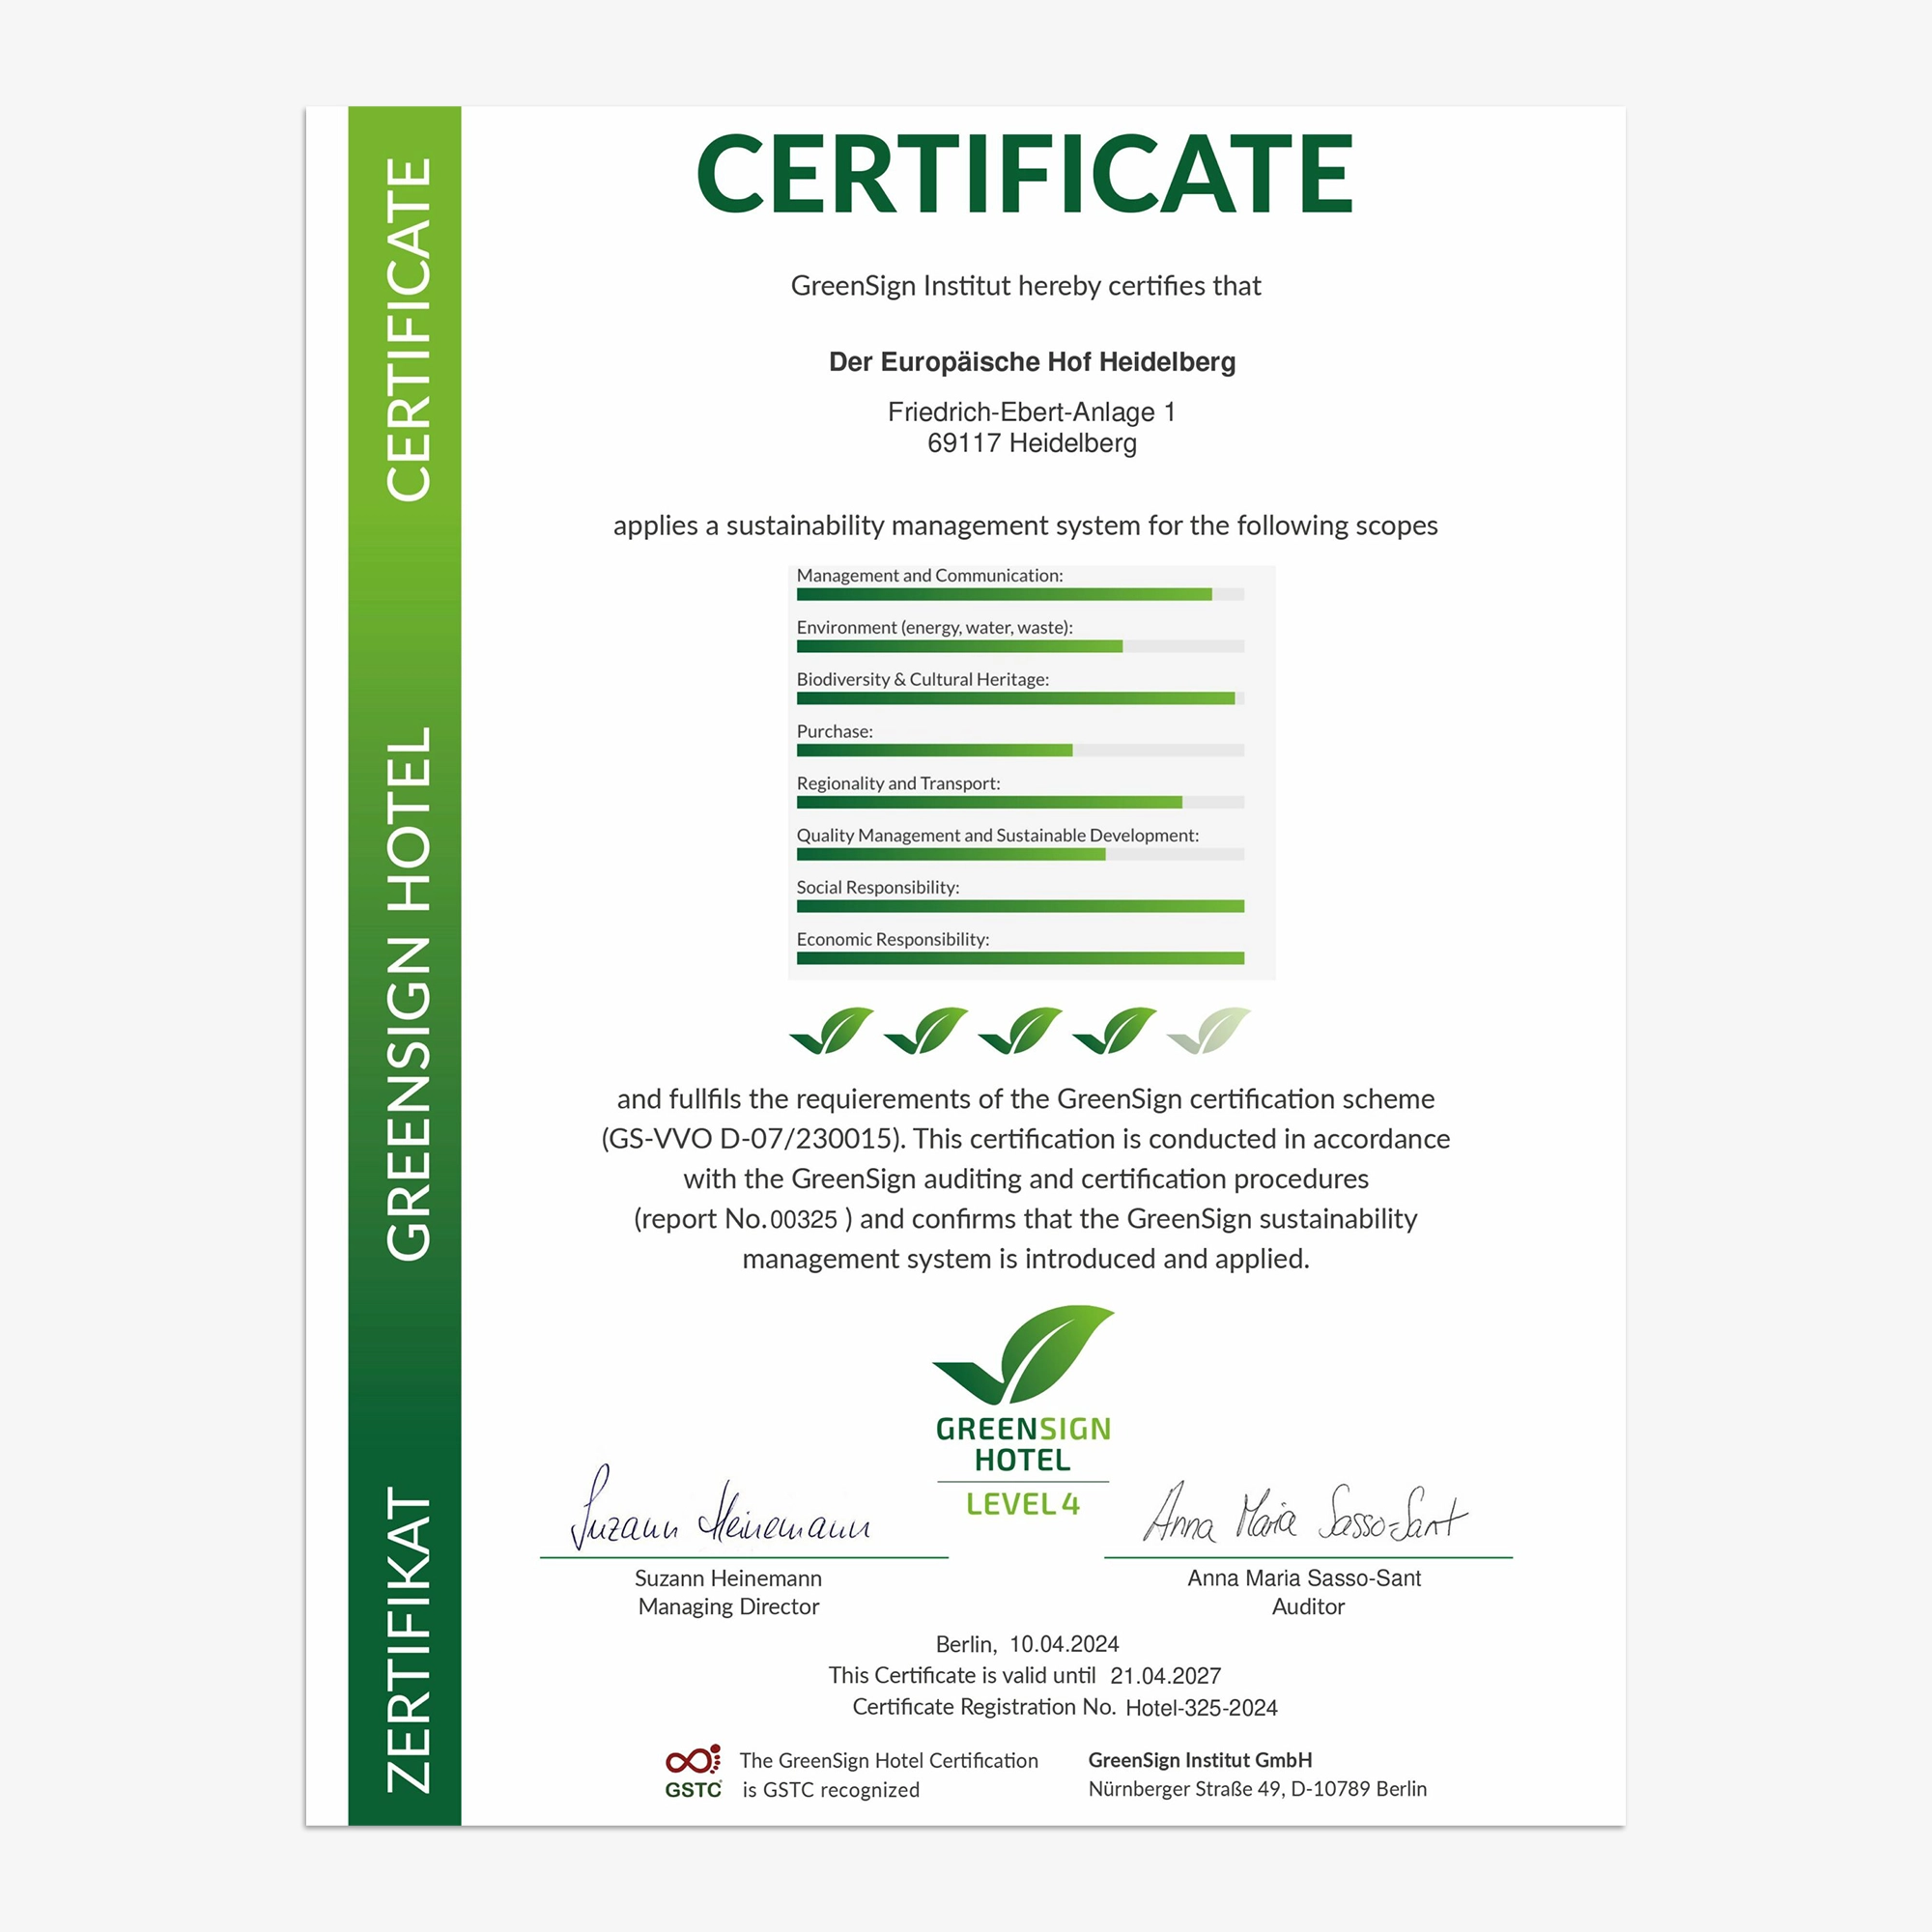 CERTIFICATE
GREENSIGN HOTEL
ZERTIFIKAT
CERTIFICATE
GreenSign Institut hereby certifies that
Der Europäische Hof Heidelberg
Friedrich-Ebert-Anlage 1
69117 Heidelberg
applies a sustainability management system for the following scopes
Management and Communication:
Environment (energy, water, waste):
Biodiversity & Cultural Heritage:
Purchase:
Regionality and Transport:
Quality Management and Sustainable Development:
Social Responsibility:
Economic Responsibility:
and fullfils the requierements of the GreenSign certification scheme
(GS-VVO D-07/230015). This certification is conducted in accordance
with the GreenSign auditing and certification procedures
(report No. 00325 ) and confirms that the GreenSign sustainability
management system is introduced and applied.
GREENSIGN
HOTEL
LEVEL 4
Suzann Heinemann
Anna Maria Sasso-Sant
Suzann Heinemann
Managing Director
Anna Maria Sasso-Sant
Auditor
Berlin, 10.04.2024
This Certificate is valid until 21.04.2027
Certificate Registration No. Hotel-325-2024
GSTC
The GreenSign Hotel Certification
is GSTC recognized
GreenSign Institut GmbH
Nürnberger Straße 49, D-10789 Berlin